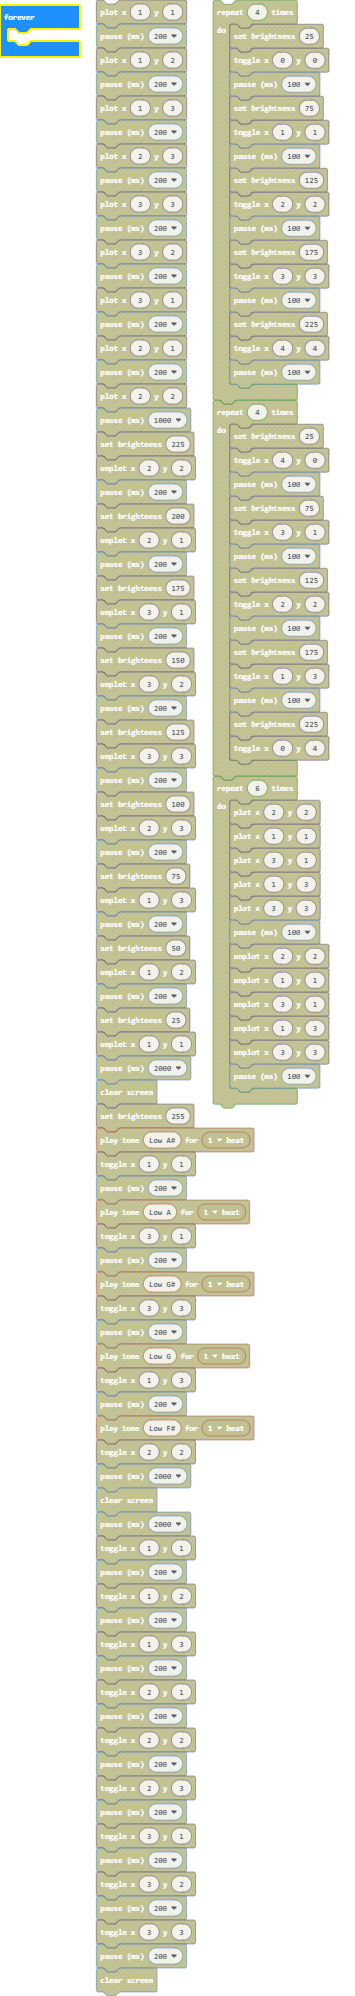 forever
plot x 1 y 1
pause (ms) 200
plot x 1 y 2
pause (ms) 200
plot x 1 y 3
pause (ms) 200
plot x 2 y 3
pause (ms) 200
plot x 3 y 3
pause (ms) 200
plot x 3 y 2
pause (ms) 200
plot x 3 y 1
pause (ms) 200
plot x 2 y 1
pause (ms) 200
plot x 2 y 2
pause (ms) 1000
set brightness 225
unplot x 2 y 2
pause (ms) 200
set brightness 200
unplot x 2 y 1
pause (ms) 200
set brightness 175
unplot x 3 y 1
pause (ms) 200
set brightness 150
unplot x 3 y 2
pause (ms) 200
set brightness 125
unplot x 3 y 3
pause (ms) 200
set brightness 100
unplot x 2 y 3
pause (ms) 200
set brightness 75
unplot x 1 y 3
pause (ms) 200
set brightness 50
unplot x 1 y 2
pause (ms) 200
set brightness 25
unplot x 1 y 1
pause (ms) 2000
clear screen
set brightness 255
play tone Low A# for 1 beat
toggle x 1 y 1
pause (ms) 200
play tone Low A for 1 beat
toggle x 3 y 1
pause (ms) 200
play tone Low G# for 1 beat
toggle x 3 y 3
pause (ms) 200
play tone Low G for 1 beat
toggle x 1 y 3
pause (ms) 200
play tone Low F# for 1 beat
toggle x 2 y 2
pause (ms) 2000
clear screen
pause (ms) 2000
toggle x 1 y 1
pause (ms) 200
toggle x 1 y 2
pause (ms) 200
toggle x 1 y 3
pause (ms) 200
toggle x 2 y 1
pause (ms) 200
toggle x 2 y 2
pause (ms) 200
toggle x 2 y 3
pause (ms) 200
toggle x 3 y 1
pause (ms) 200
toggle x 3 y 2
pause (ms) 200
toggle x 3 y 3
pause (ms) 200
clear screen
repeat 4 times
do
set brightness 25
toggle x 0 y 0
pause (ms) 100
set brightness 75
toggle x 1 y 1
pause (ms) 100
set brightness 125
toggle x 2 y 2
pause (ms) 100
set brightness 175
toggle x 3 y 3
pause (ms) 100
set brightness 225
toggle x 4 y 4
pause (ms) 100
repeat 4 times
do
set brightness 25
toggle x 4 y 0
pause (ms) 100
set brightness 75
toggle x 3 y 1
pause (ms) 100
set brightness 125
toggle x 2 y 2
pause (ms) 100
set brightness 175
toggle x 1 y 3
pause (ms) 100
set brightness 225
toggle x 0 y 4
repeat 6 times
do
plot x 2 y 2
plot x 1 y 1
plot x 3 y 1
plot x 1 y 3
plot x 3 y 3
pause (ms) 100
unplot x 2 y 2
unplot x 1 y 1
unplot x 3 y 1
unplot x 1 y 3
unplot x 3 y 3
pause (ms) 100